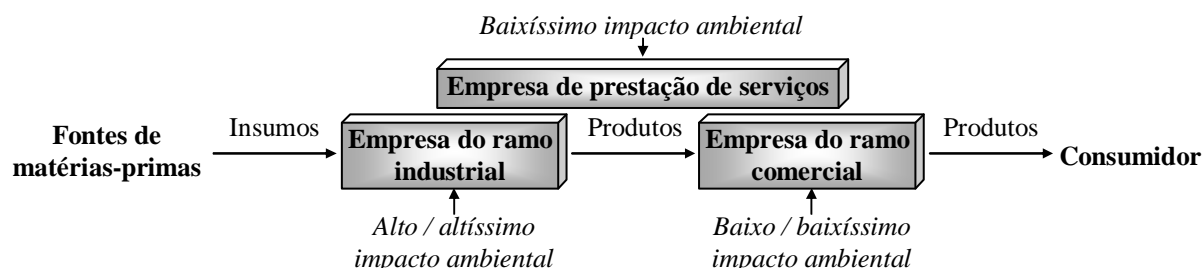 Baixíssimo impacto ambiental
Empresa de prestação de serviços
Fontes de
matérias-primas
Insumos
Empresa do ramo
industrial
Produtos
Empresa do ramo
comercial
Produtos
Consumidor
Alto / altíssimo
impacto ambiental
Baixo / baixíssimo
impacto ambiental